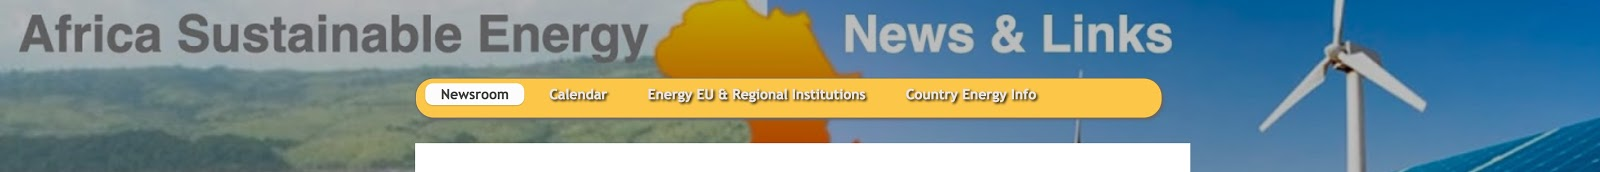 Africa Sustainable Energy News & Links
Newsroom Calendar Energy EU & Regional Institutions Country Energy Info